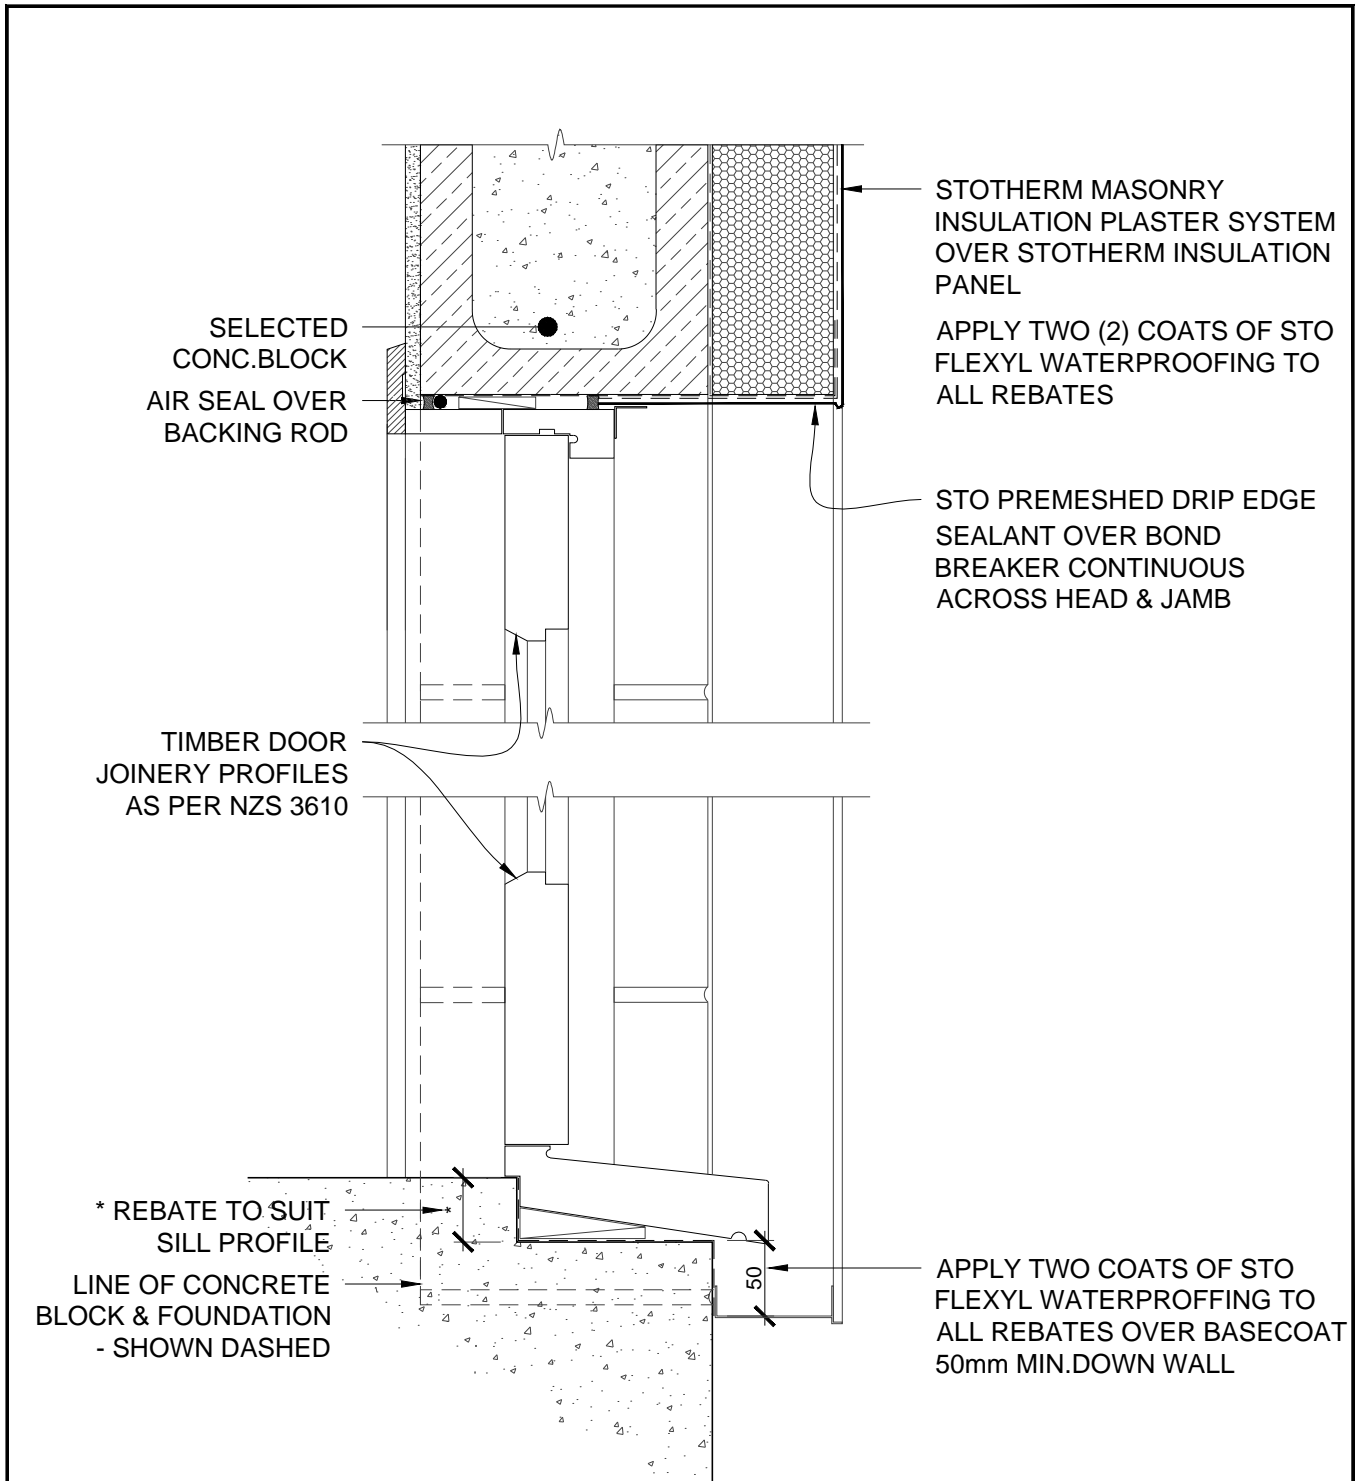 STOTHERM MASONRY
INSULATION PLASTER SYSTEM
OVER STOTHERM INSULATION
PANEL
APPLY TWO (2) COATS OF STO
FLEXYL WATERPROOFING TO
ALL REBATES
SELECTED
CONC.BLOCK
AIR SEAL OVER
BACKING ROD
STO PREMESHED DRIP EDGE
SEALANT OVER BOND
BREAKER CONTINUOUS
ACROSS HEAD & JAMB
TIMBER DOOR
JOINERY PROFILES
AS PER NZS 3610
* REBATE TO SUIT
SILL PROFILE
*
LINE OF CONCRETE
BLOCK & FOUNDATION
- SHOWN DASHED
50
APPLY TWO COATS OF STO
FLEXYL WATERPROFFING TO
ALL REBATES OVER BASECOAT
50mm MIN.DOWN WALL